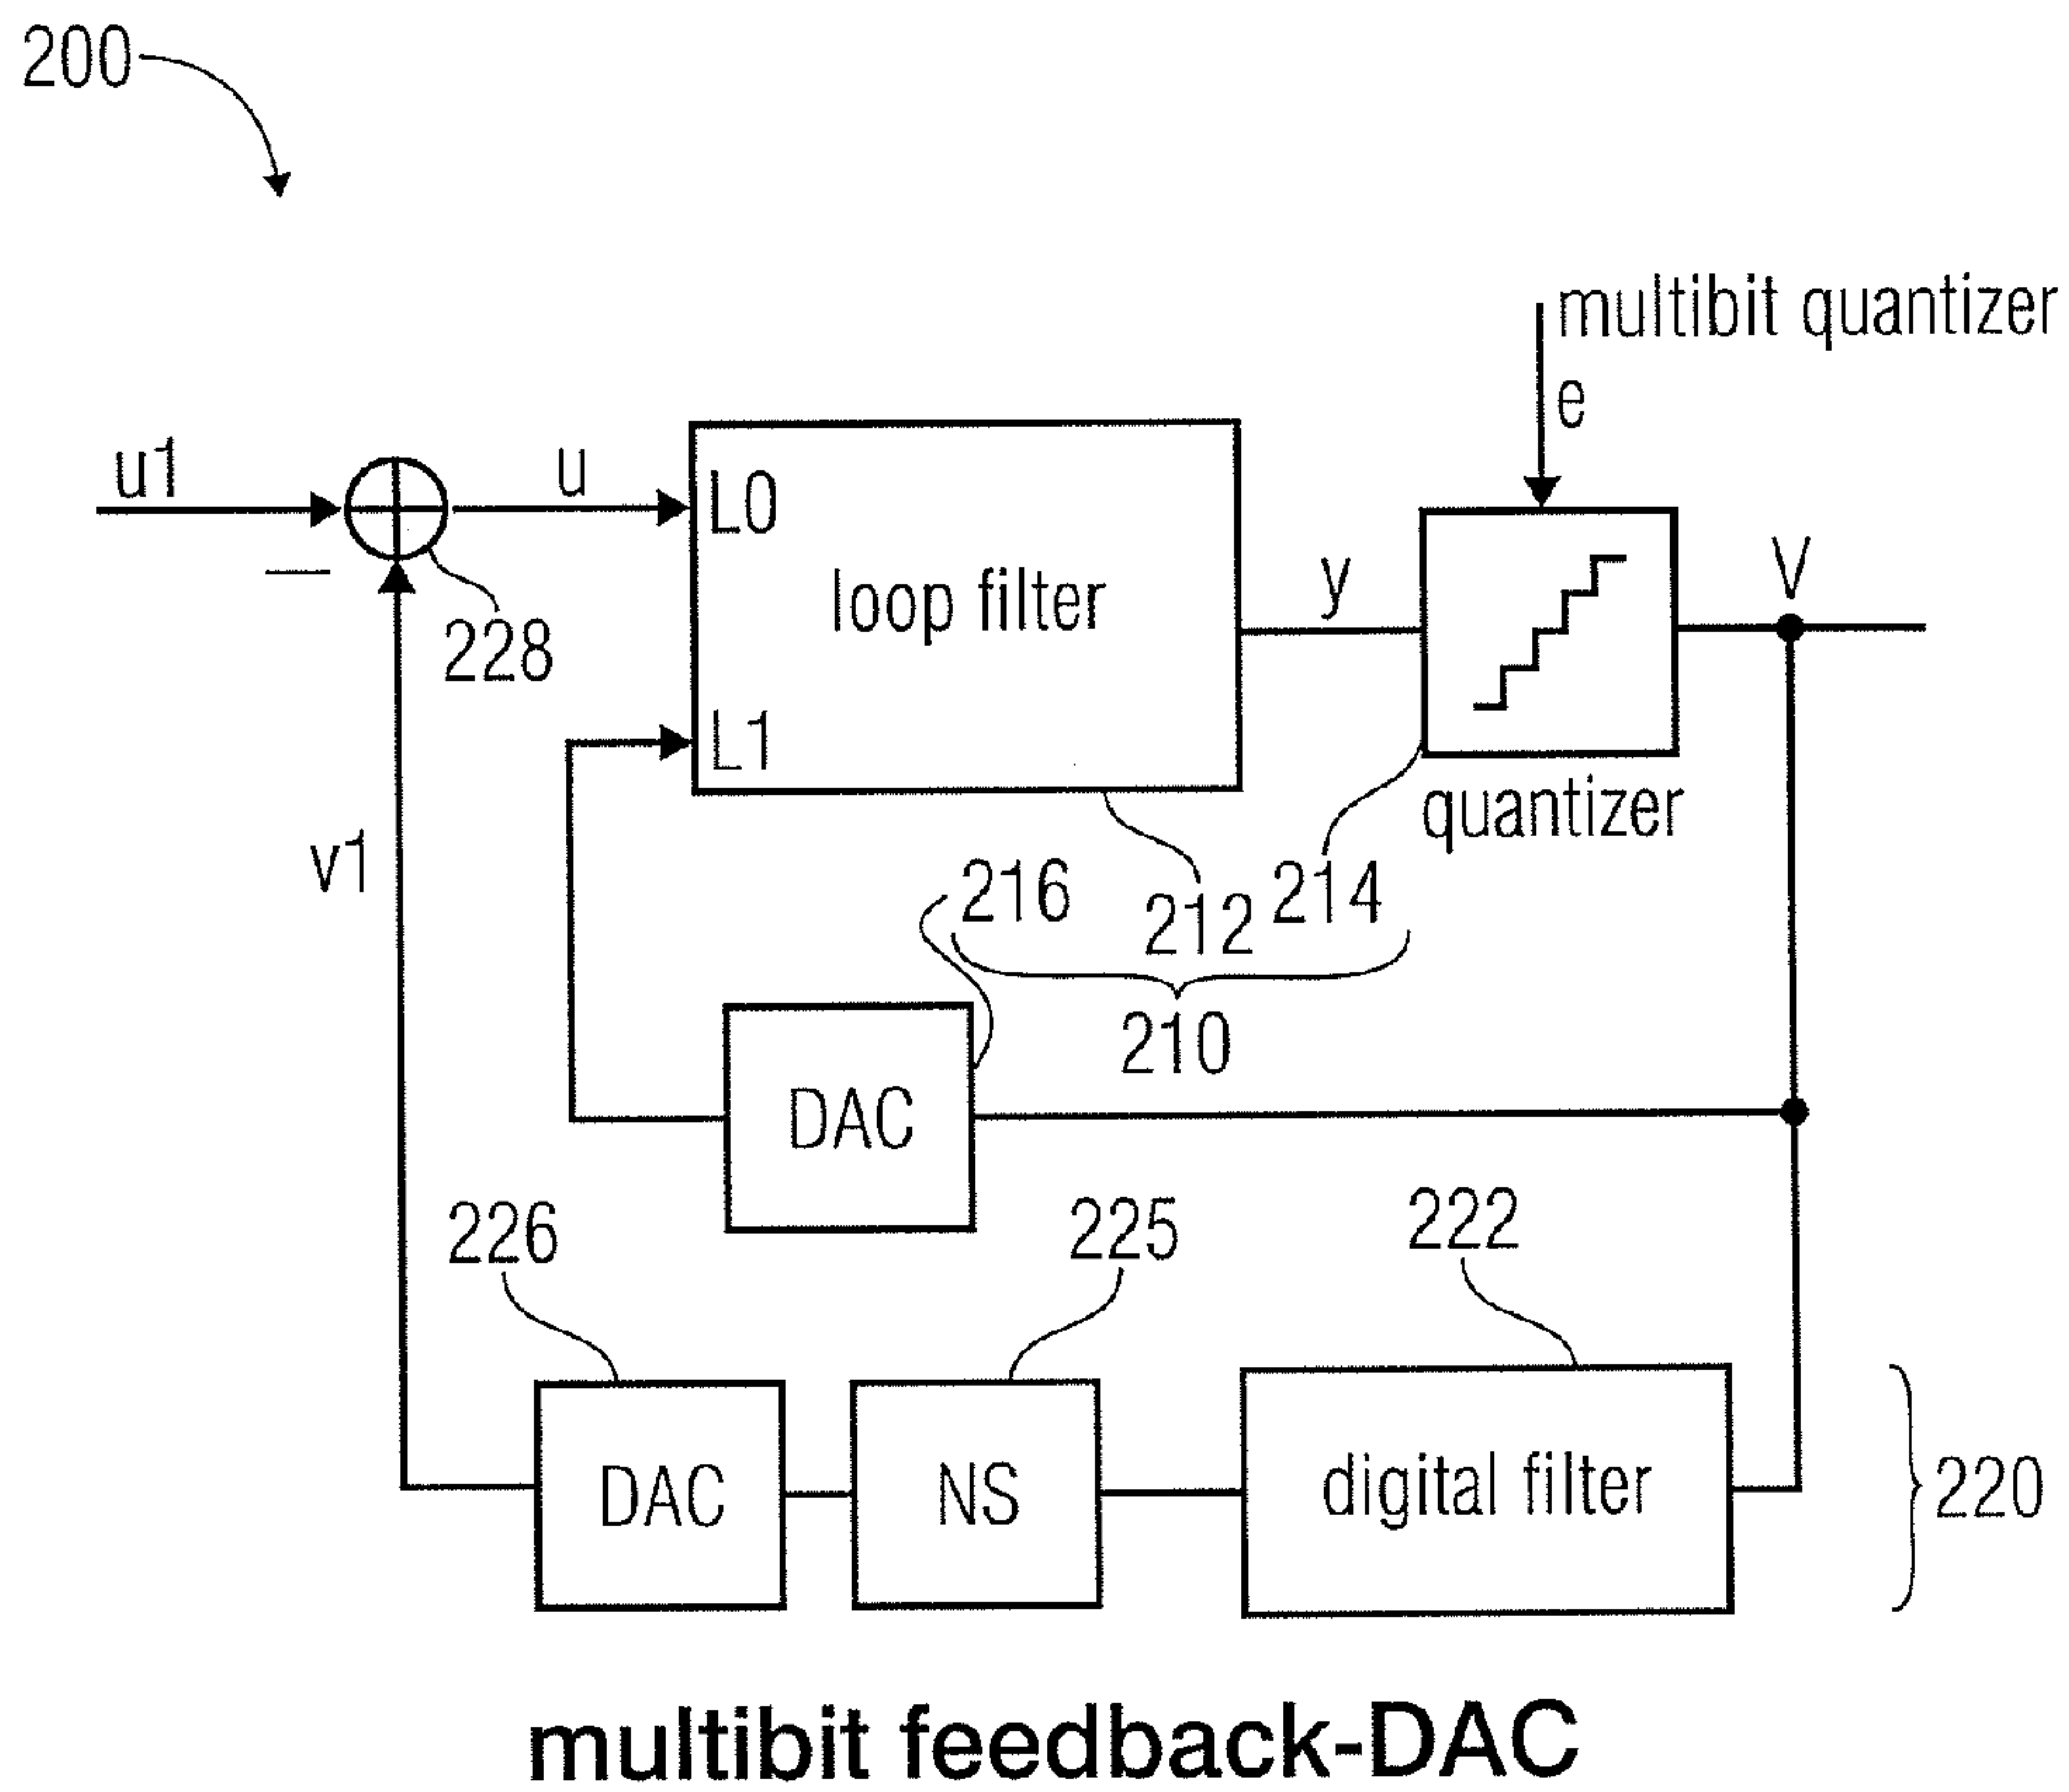 200
multibit quantizer
e
u1
u
L0
loop filter
L1
y
V
—
228
quantizer
v1
216
212
214
210
DAC
226
225
222
DAC
NS
digital filter
220
multibit feedback-DAC